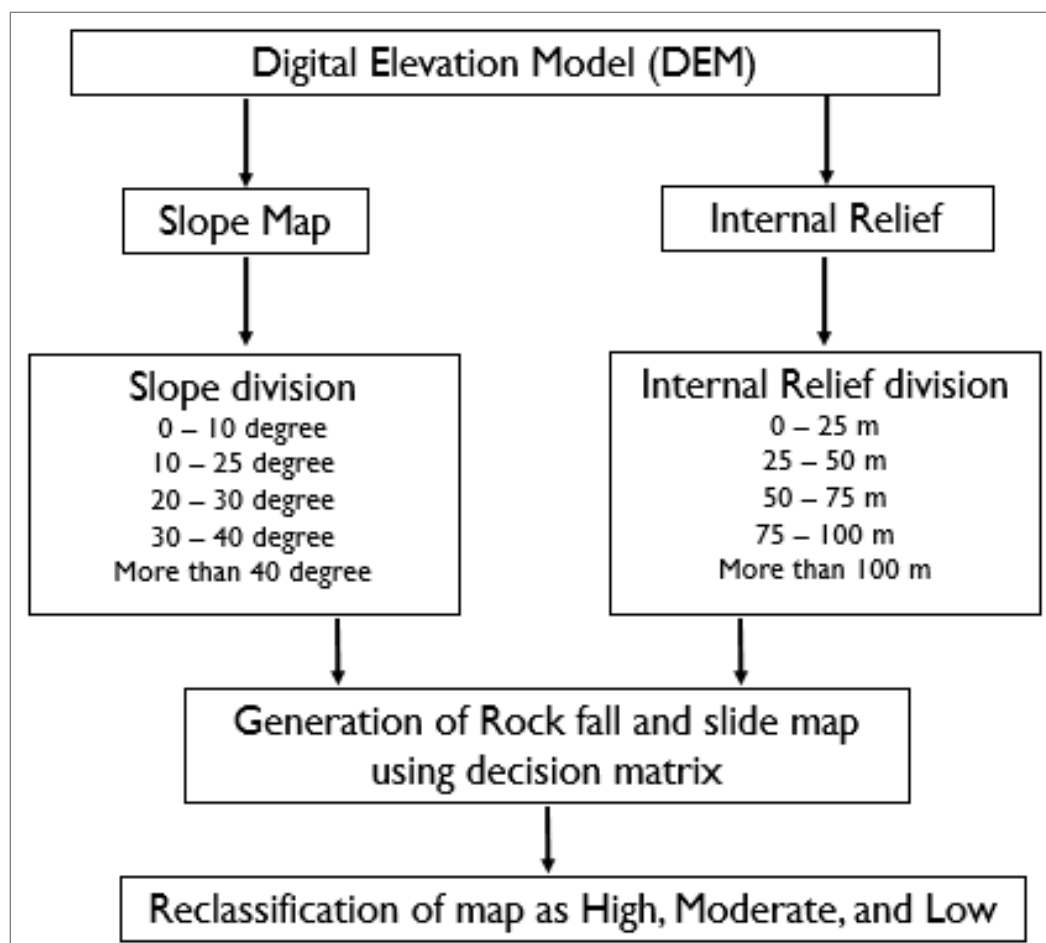 Digital Elevation Model (DEM)
Slope Map
Internal Relief
Slope division
0 – 10 degree
10 – 25 degree
20 – 30 degree
30 – 40 degree
More than 40 degree
Internal Relief division
0 – 25 m
25 – 50 m
50 – 75 m
75 – 100 m
More than 100 m
Generation of Rock fall and slide map
using decision matrix
Reclassification of map as High, Moderate, and Low